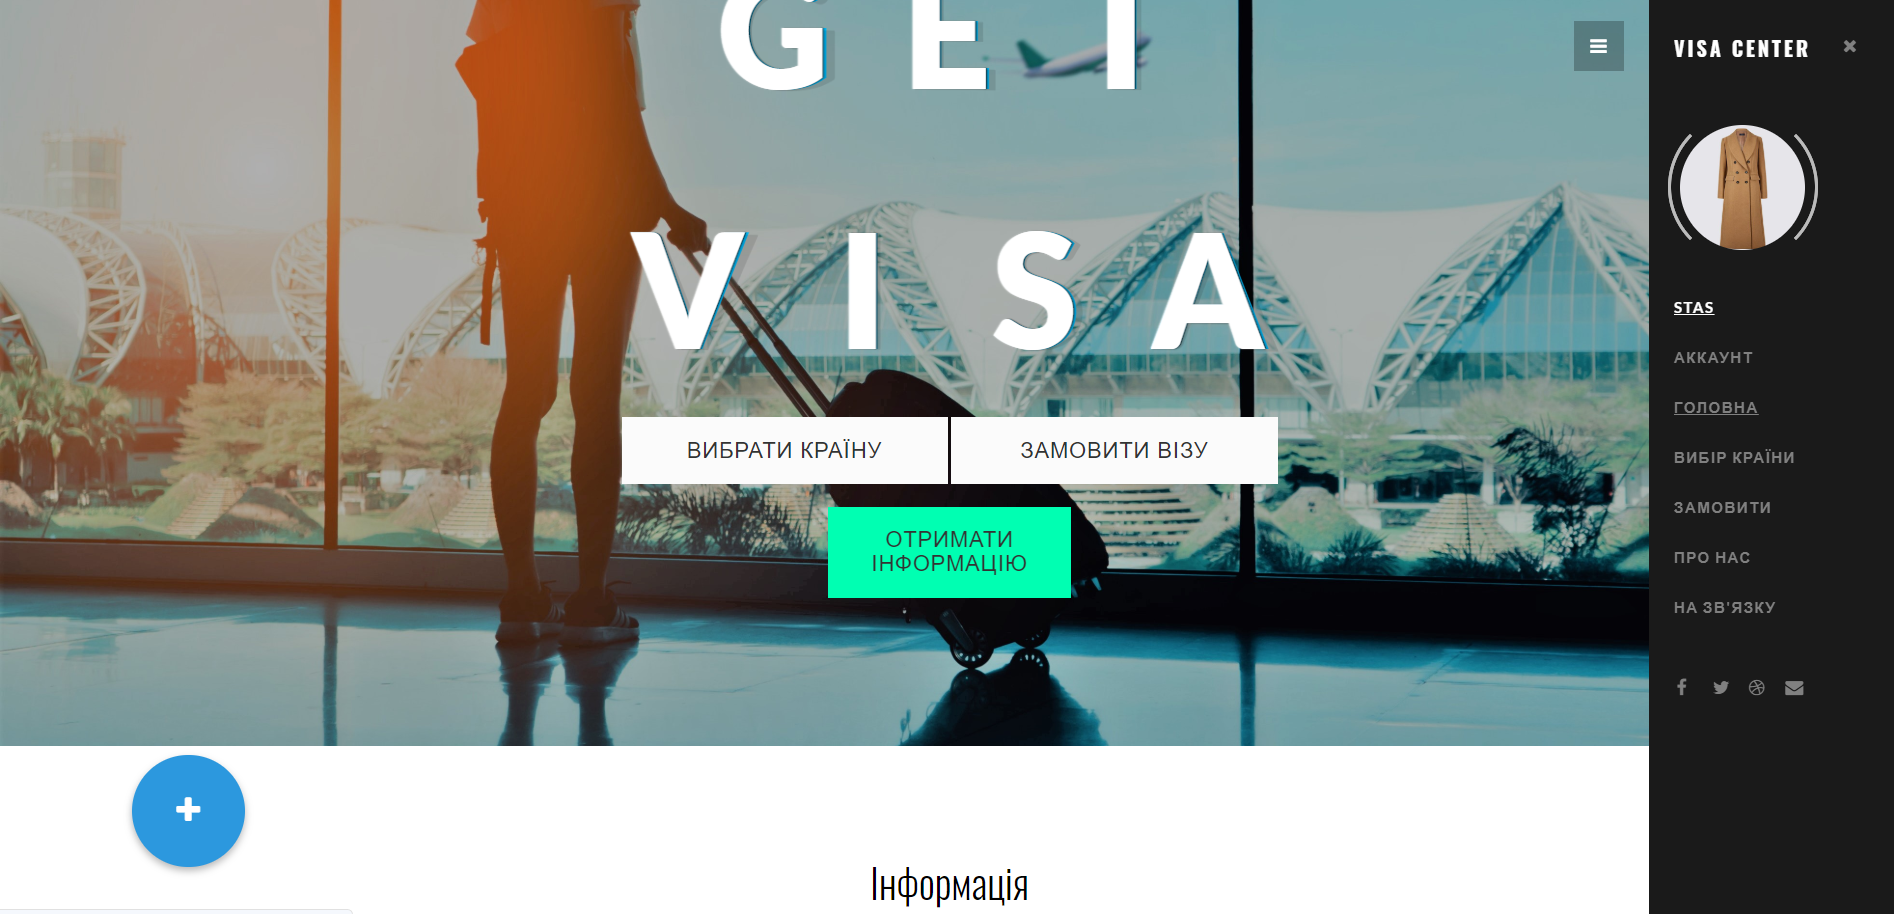 GET
VISA
ВИБРАТИ КРАЇНУ
ЗАМОВИТИ ВІЗУ
ОТРИМАТИ
ІНФОРМАЦІЮ
Інформація
VISA CENTER
STAS
АККАУНТ
ГОЛОВНА
ВИБІР КРАЇНИ
ЗАМОВИТИ
ПРО НАС
НА ЗВ'ЯЗКУ